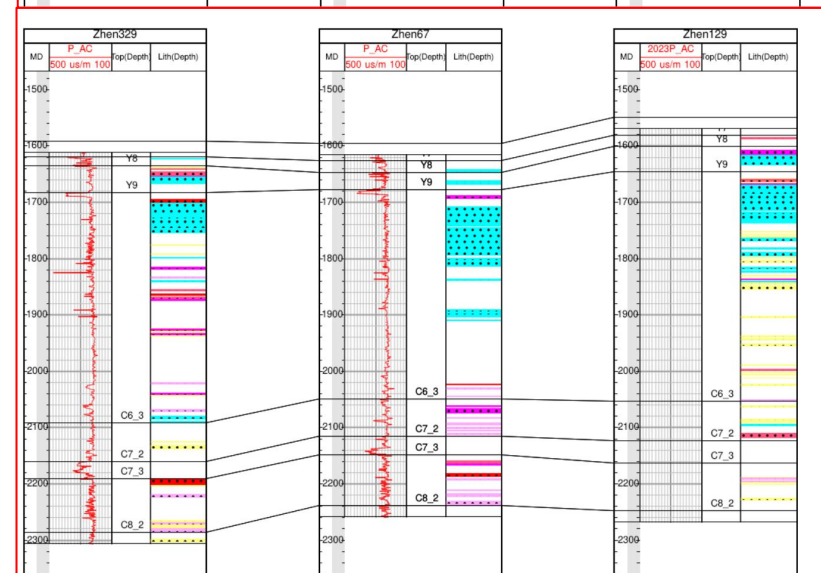 Zhen329
MD
P_AC
500 us/m 100
Top(Depth)
Lith(Depth)
1500
1600
1700
1800
1900
2000
2100
2200
2300
Y8
Y9
C6_3
C7_2
C7_3
C8_2
Zhen67
MD
P_AC
500 us/m 100
Top(Depth)
Lith(Depth)
1500
1600
1700
1800
1900
2000
2100
2200
2300
Y8
Y9
C6_3
C7_2
C7_3
C8_2
Zhen129
MD
2023P_AC
500 us/m 100
Top(Depth)
Lith(Depth)
1500
1600
1700
1800
1900
2000
2100
2200
2300
Y8
Y9
C6_3
C7_2
C7_3
C8_2